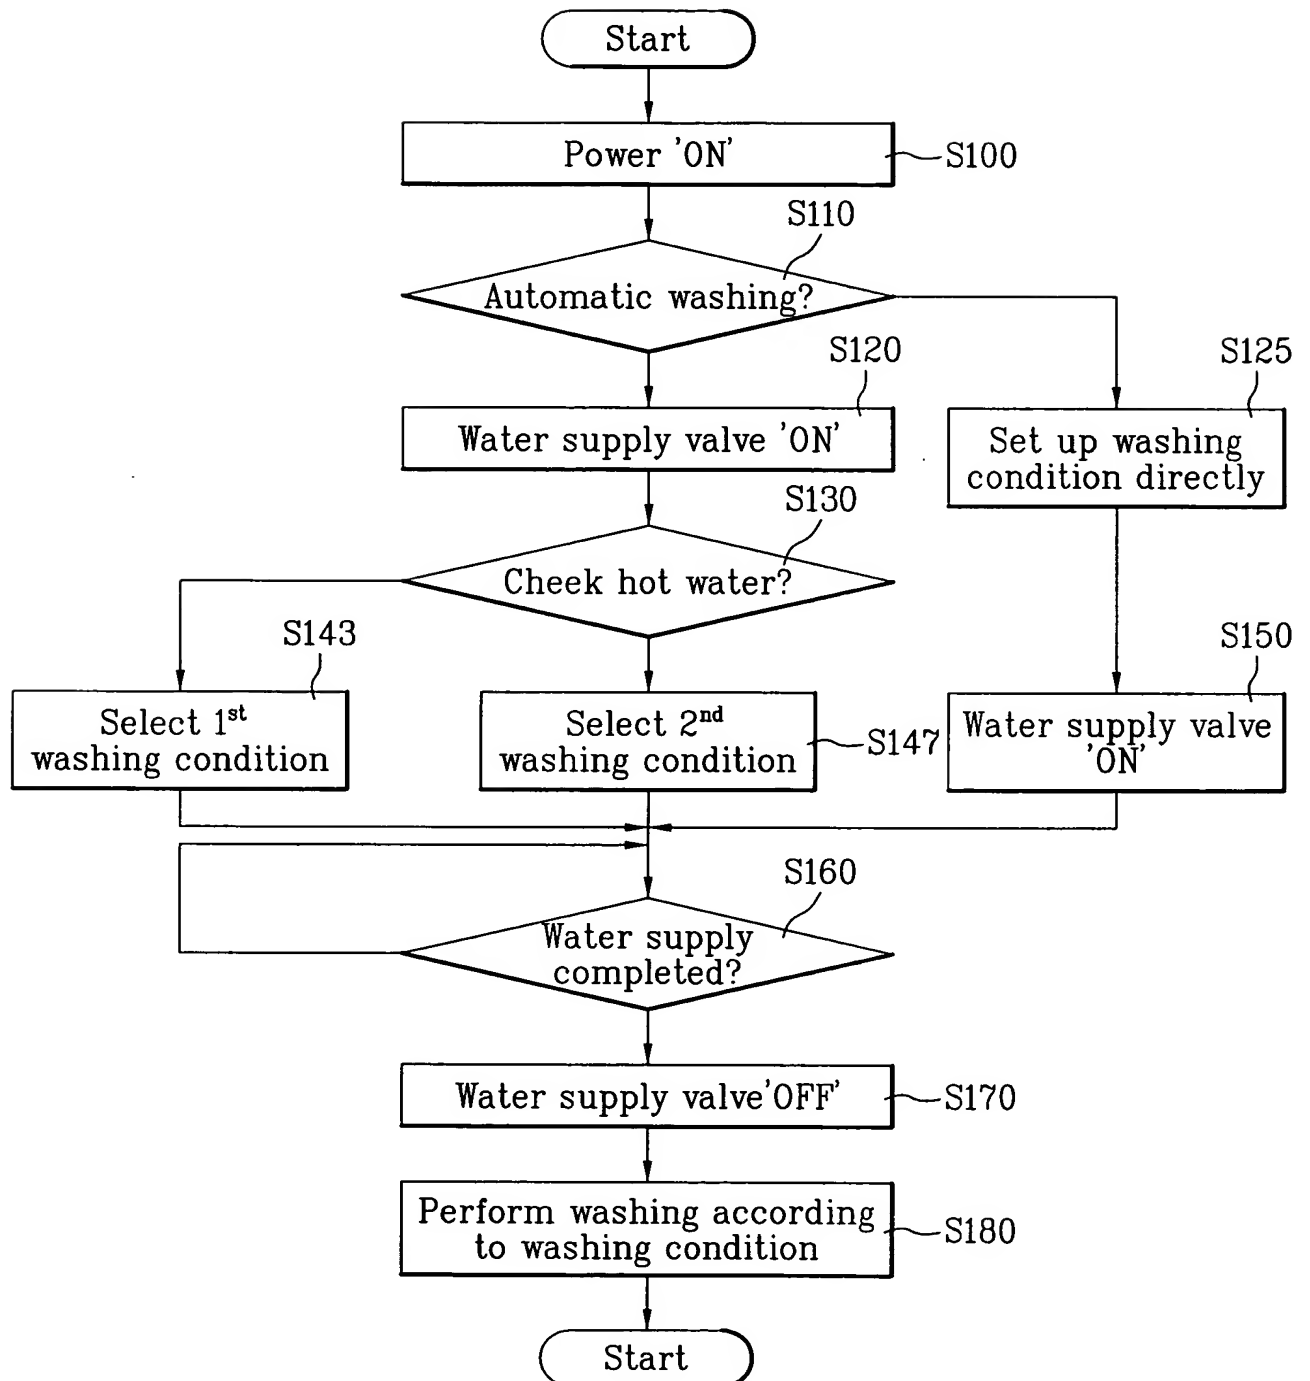 Start
Power 'ON'
S100
S110
Automatic washing?
S120
Water supply valve 'ON'
S125
Set up washing
condition directly
S130
Cheek hot water?
S143
Select 1st
washing condition
Select 2nd
washing condition
S147
S150
Water supply valve
'ON'
S160
Water supply
completed?
Water supply valve'OFF'
S170
Perform washing according
to washing condition
S180
Start